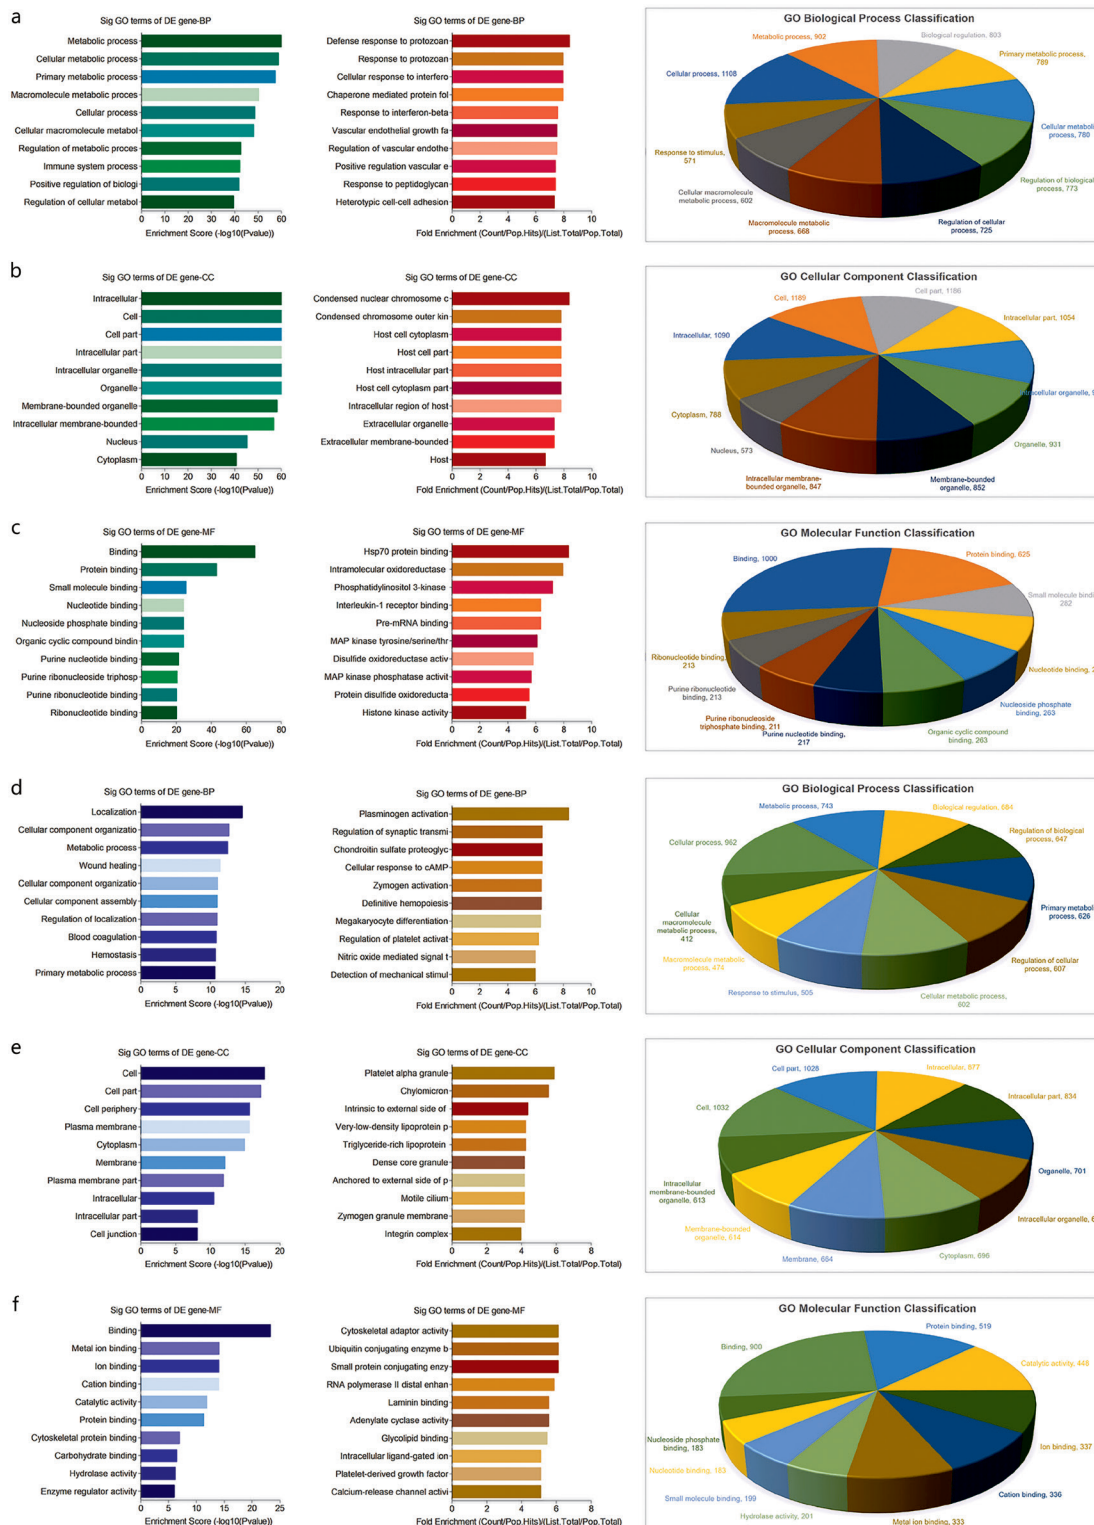 a
Sig GO terms of DE gene-BP
Metabolic process
Cellular metabolic process
Primary metabolic process
Macromolecule metabolic proces
Cellular process
Cellular macromolecule metabol
Regulation of metabolic proces
Immune system process
Positive regulation of biologi
Regulation of cellular metabol
0 10 20 30 40 50 60
Enrichment Score (-log10(Pvalue))
Sig GO terms of DE gene-BP
Defense response to protozoan
Response to protozoan
Cellular response to interfero
Chaperone mediated protein fol
Response to interferon-beta
Vascular endothelial growth fa
Regulation of vascular endothe
Positive regulation vascular e
Response to peptidoglycan
Heterotypic cell-cell adhesion
0 2 4 6 8 10
Fold Enrichment (Count/Pop.Hits)/(List.Total/Pop.Total)
GO Biological Process Classification
Metabolic process, 902
Biological regulation, 803
Primary metabolic process,
789
Cellular process, 1108
Cellular metabolic
process, 780
Response to stimulus,
571
Regulation of biological
process, 773
Cellular macromolecule
metabolic process, 602
Macromolecule metabolic
process, 668
Regulation of cellular
process, 725
b
Sig GO terms of DE gene-CC
Intracellular
Cell
Cell part
Intracellular part
Intracellular organelle
Organelle
Membrane-bounded organelle
Intracellular membrane-bounded
Nucleus
Cytoplasm
0 10 20 30 40 50 60
Enrichment Score (-log10(Pvalue))
Sig GO terms of DE gene-CC
Condensed nuclear chromosome c
Condensed chromosome outer kin
Host cell cytoplasm
Host cell part
Host intracellular part
Host cell cytoplasm part
Intracellular region of host
Extracellular organelle
Extracellular membrane-bounded
Host
0 2 4 6 8 10
Fold Enrichment (Count/Pop.Hits)/(List.Total/Pop.Total)
GO Cellular Component Classification
Cell, 1189
Cell part, 1186
Intracellular part, 1054
Intracellular, 1090
Intracellular organelle, 9
Cytoplasm, 788
Organelle, 931
Nucleus, 573
Intracellular membrane-
bounded organelle, 847
Membrane-bounded
organelle, 852
c
Sig GO terms of DE gene-MF
Binding
Protein binding
Small molecule binding
Nucleotide binding
Nucleoside phosphate binding
Organic cyclic compound bindin
Purine nucleotide binding
Purine ribonucleoside triphosp
Purine ribonucleotide binding
Ribonucleotide binding
0 20 40 60 80
Enrichment Score (-log10(Pvalue))
Sig GO terms of DE gene-MF
Hsp70 protein binding
Intramolecular oxidoreductase
Phosphatidylinositol 3-kinase
Interleukin-1 receptor binding
Pre-mRNA binding
MAP kinase tyrosine/serine/thr
Disulfide oxidoreductase activ
MAP kinase phosphatase activit
Protein disulfide oxidoreducta
Histone kinase activity
0 2 4 6 8 10
Fold Enrichment (Count/Pop.Hits)/(List.Total/Pop.Total)
GO Molecular Function Classification
Binding, 1000
Protein binding, 625
Small molecule bindi
282
Ribonucleotide binding,
213
Nucleotide binding, 2
Purine ribonucleotide
binding, 213
Nucleoside phosphate
binding, 263
Purine ribonucleoside
triphosphate binding, 211
Purine nucleotide binding,
217
Organic cyclic compound
binding, 263
d
Sig GO terms of DE gene-BP
Localization
Cellular component organizatio
Metabolic process
Wound healing
Cellular component organizatio
Cellular component assembly
Regulation of localization
Blood coagulation
Hemostasis
Primary metabolic process
0 5 10 15 20
Enrichment Score (-log10(Pvalue))
Sig GO terms of DE gene-BP
Plasminogen activation
Regulation of synaptic transmi
Chondroitin sulfate proteoglyc
Cellular response to cAMP
Zymogen activation
Definitive hemopoiesis
Megakaryocyte differentiation
Regulation of platelet activat
Nitric oxide mediated signal t
Detection of mechanical stimul
0 2 4 6 8 10
Fold Enrichment (Count/Pop.Hits)/(List.Total/Pop.Total)
GO Biological Process Classification
Metabolic process, 743
Biological regulation, 684
Regulation of biological
process, 647
Cellular process, 962
Primary metabol
process, 626
Cellular
macromolecule
metabolic process,
412
Regulation of cellular
process, 607
Macromolecule metabolic
process, 474
Response to stimulus, 505
Cellular metabolic process,
602
e
Sig GO terms of DE gene-CC
Cell
Cell part
Cell periphery
Plasma membrane
Cytoplasm
Membrane
Plasma membrane part
Intracellular
Intracellular part
Cell junction
0 5 10 15 20
Enrichment Score (-log10(Pvalue))
Sig GO terms of DE gene-CC
Platelet alpha granule
Chylomicron
Intrinsic to external side of
Very-low-density lipoprotein p
Triglyceride-rich lipoprotein
Dense core granule
Anchored to external side of p
Motile cilium
Zymogen granule membrane
Integrin complex
0 2 4 6 8
Fold Enrichment (Count/Pop.Hits)/(List.Total/Pop.Total)
GO Cellular Component Classification
Cell part, 1028
Intracellular, 877
Intracellular part, 834
Cell, 1032
Organelle, 701
Intracellular
membrane-bounded
organelle, 613
Intracellular organelle, 6
Membrane-bounded
organelle, 614
Membrane, 654
Cytoplasm, 696
f
Sig GO terms of DE gene-MF
Binding
Metal ion binding
Ion binding
Cation binding
Catalytic activity
Protein binding
Cytoskeletal protein binding
Carbohydrate binding
Hydrolase activity
Enzyme regulator activity
0 5 10 15 20 25
Enrichment Score (-log10(Pvalue))
Sig GO terms of DE gene-MF
Cytoskeletal adaptor activity
Ubiquitin conjugating enzyme b
Small protein conjugating enzy
RNA polymerase II distal enhan
Laminin binding
Adenylate cyclase activity
Glycolipid binding
Intracellular ligand-gated ion
Platelet-derived growth factor
Calcium-release channel activi
0 2 4 6 8
Fold Enrichment (Count/Pop.Hits)/(List.Total/Pop.Total)
GO Molecular Function Classification
Protein binding, 519
Binding, 900
Catalytic activity, 448
Nucleoside phosphate
binding, 183
Ion binding, 337
Nucleotide binding, 183
Small molecule binding, 199
Cation binding, 336
Hydrolase activity, 201
Metal ion binding, 333